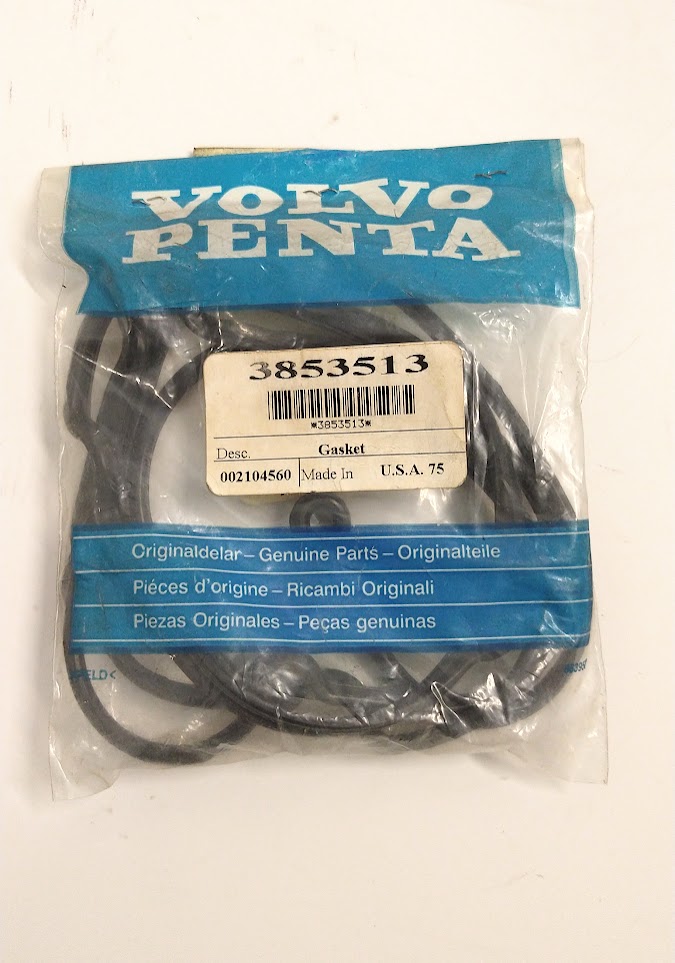 VOLVO
PENTA
3853513
*3853513*
Desc. Gasket
002104560 Made In U.S.A. 75
Originaldelar – Genuine Parts – Originalteile
Piéces d'origine – Ricambi Originali
Piezas Originales – Peças genuinas